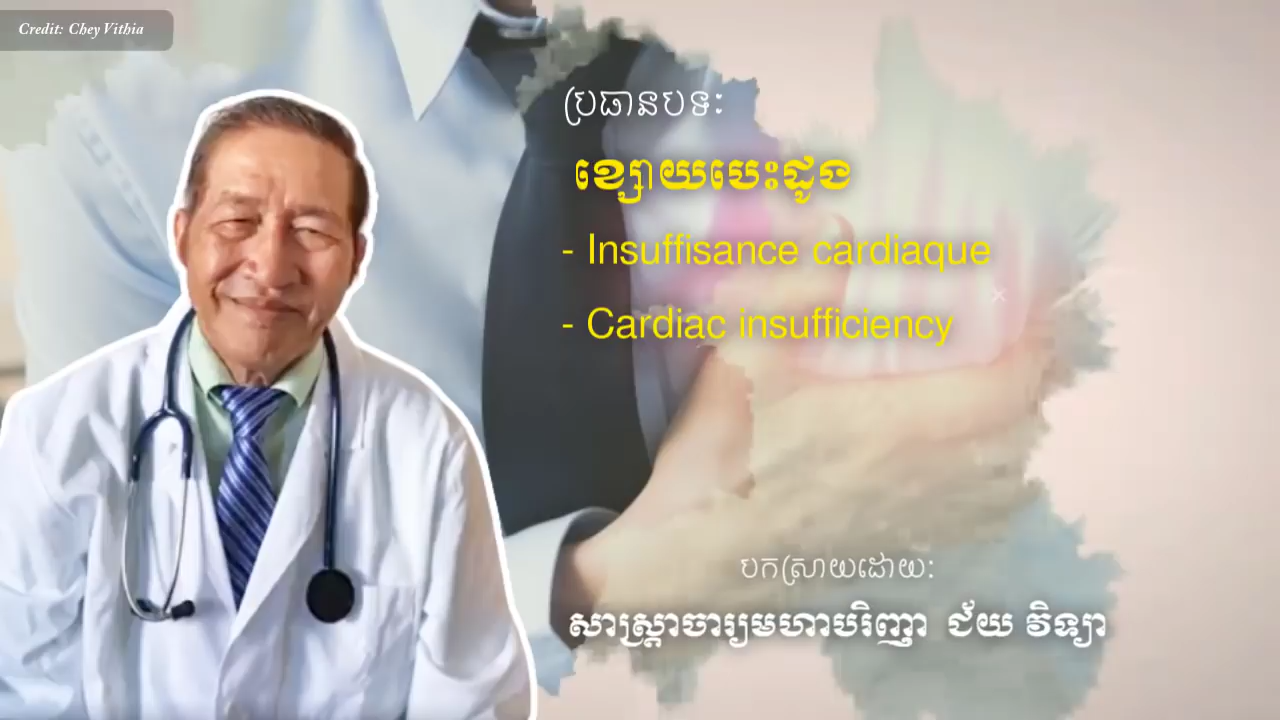 Credit: Chey Vithia
ប្រធានបទ:
ខ្សោយបេះដូង
- Insuffisance cardiaque
- Cardiac insufficiency
បកស្រាយដោយ:
សាស្ត្រាចារ្យមហាបរិញ្ញា ជ័យ វិទ្យា